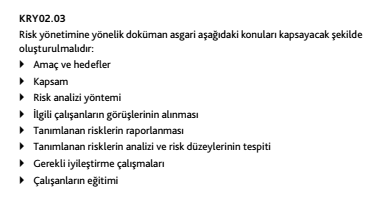 KRY02.03
Risk yönetimine yönelik doküman asgari aşağıdaki konuları kapsayacak şekilde
oluşturulmalıdır:
Amaç ve hedefler
Kapsam
Risk analizi yöntemi
İlgili çalışanların görüşlerinin alınması
Tanımlanan risklerin raporlanması
Tanımlanan risklerin analizi ve risk düzeylerinin tespiti
Gerekli iyileştirme çalışmaları
Çalışanların eğitimi